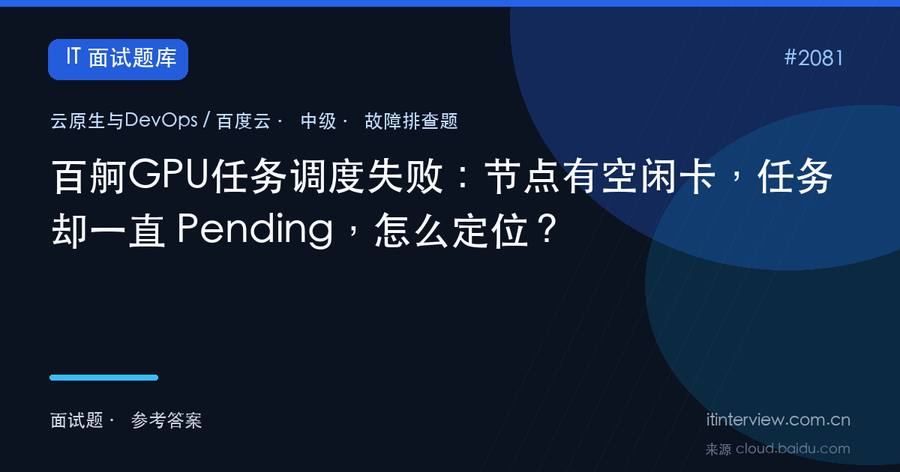 IT 面试题库
#2081
云原生与DevOps / 百度云 · 中级 · 故障排查题
百舸GPU任务调度失败：节点有空闲卡，任务
却一直 Pending，怎么定位？
面试题 · 参考答案
itinterview.com.cn
来源 cloud.baidu.com